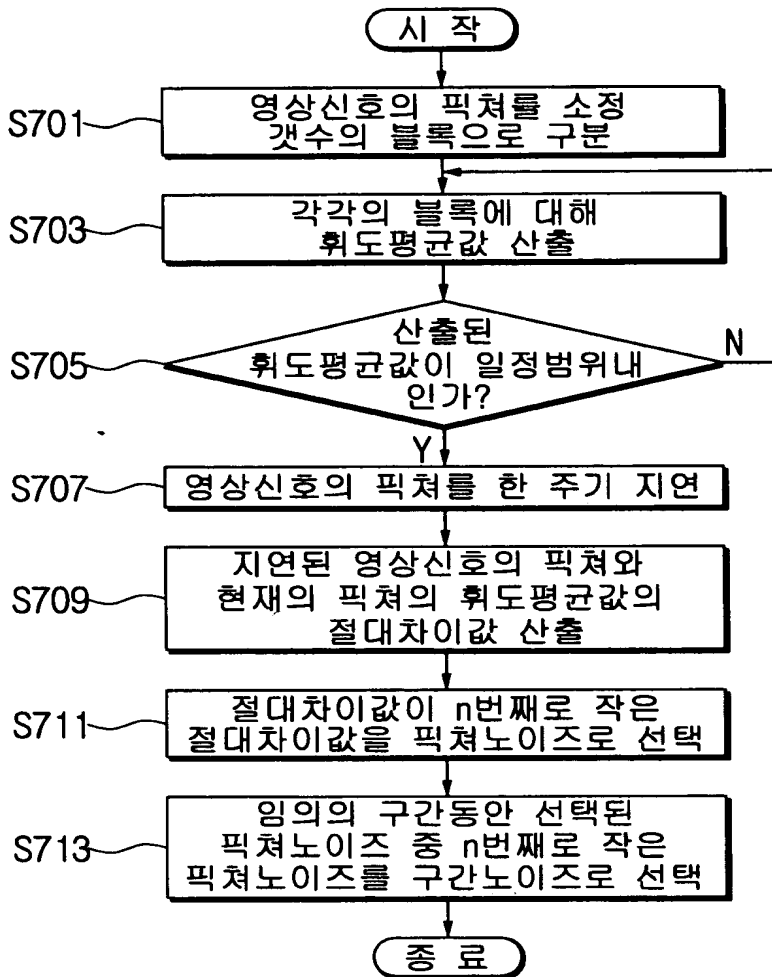 시 작
S701
영상신호의 픽쳐를 소정
갯수의 블록으로 구분
S703
각각의 블록에 대해
휘도평균값 산출
S705
산출된
휘도평균값이 일정범위내
인가?
N
Y
S707
영상신호의 픽쳐를 한 주기 지연
S709
지연된 영상신호의 픽쳐와
현재의 픽쳐의 휘도평균값의
절대차이값 산출
S711
절대차이값이 n번째로 작은
절대차이값을 픽쳐노이즈로 선택
S713
임의의 구간동안 선택된
픽쳐노이즈 중 n번째로 작은
픽쳐노이즈를 구간노이즈로 선택
종 료